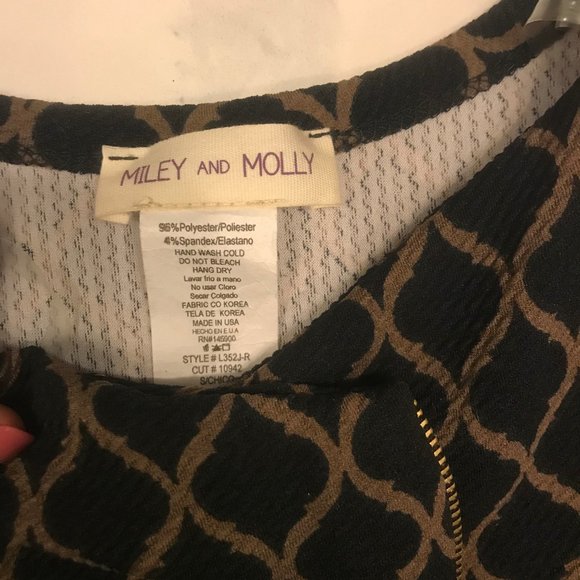 MILEY AND MOLLY
96%Polyester/Poliester
4%Spandex/Elastano
HAND WASH COLD
DO NOT BLEACH
HANG DRY
Lavar frio a mano
No usar Cloro
Secar Colgado
FABRIC CO KOREA
TELA DE KOREA
MADE IN USA
HECHO EN E.U.A
RN#145900
STYLE # L352J-R
CUT # 10942
S/CHICO